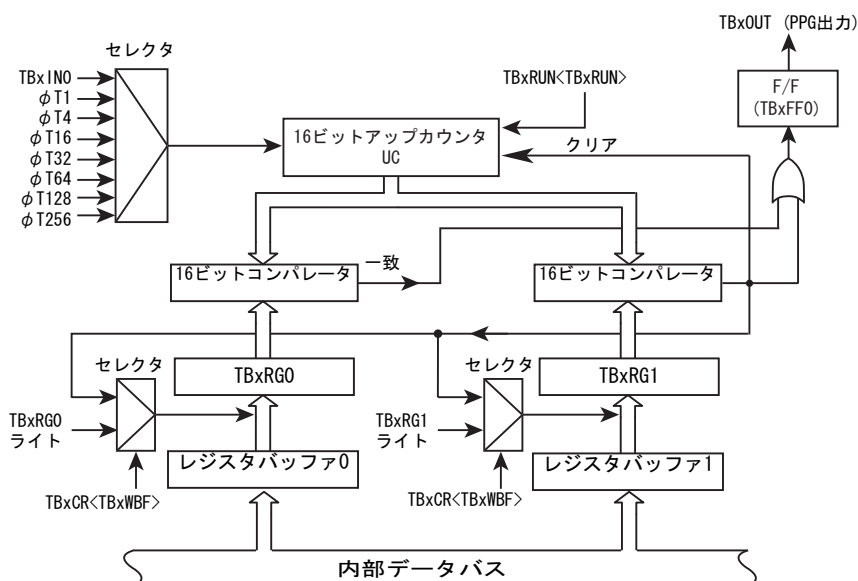 TBxOUT (PPG出力)
セレクタ
TBxIN0
φT1
φT4
φT16
φT32
φT64
φT128
φT256
TBxRUN<TBxRUN>
F/F
(TBxFF0)
16ビットアップカウンタ
UC
クリア
16ビットコンパレータ
一致
16ビットコンパレータ
セレクタ
TBxRG0
セレクタ
TBxRG1
TBxRG0
ライト
TBxRG1
ライト
レジスタバッファ0
レジスタバッファ1
TBxCR<TBxWBF>
TBxCR<TBxWBF>
内部データバス